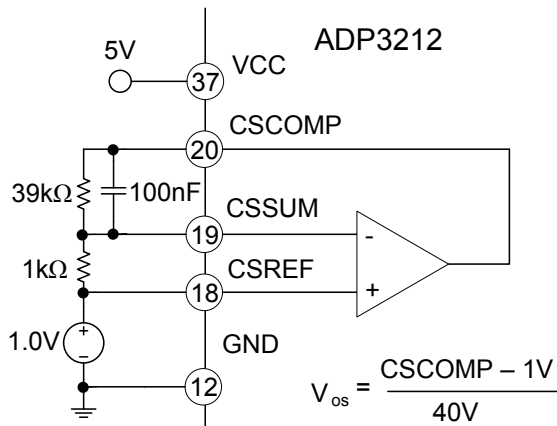 ADP3212
5V
VCC
37
CSCOMP
20
39kΩ
100nF
CSSUM
19
-
1kΩ
CSREF
18
+
1.0V
+
−
GND
12
V os = CSCOMP – 1V
40V